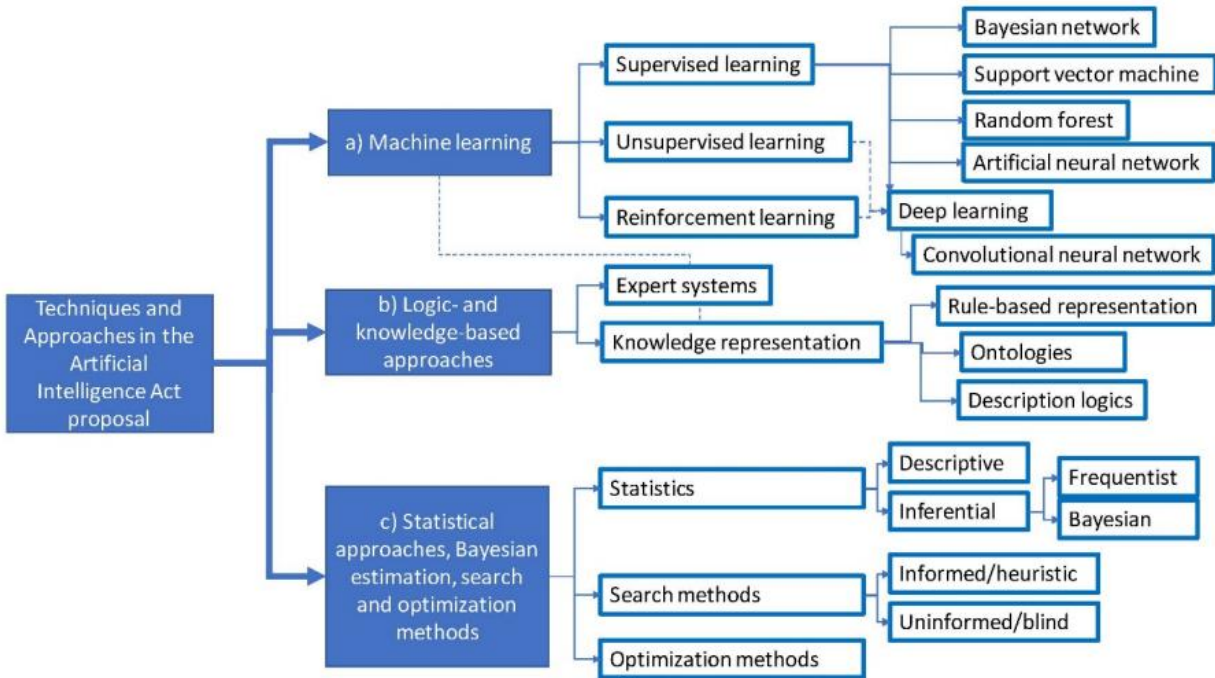 Techniques and
Approaches in the
Artificial
Intelligence Act
proposal
a) Machine learning
Supervised learning
Bayesian network
Support vector machine
Random forest
Artificial neural network
Unsupervised learning
Reinforcement learning
Deep learning
Convolutional neural network
b) Logic- and
knowledge-based
approaches
Expert systems
Knowledge representation
Rule-based representation
Ontologies
Description logics
c) Statistical
approaches, Bayesian
estimation, search
and optimization
methods
Statistics
Descriptive
Inferential
Frequentist
Bayesian
Search methods
Informed/heuristic
Uninformed/blind
Optimization methods